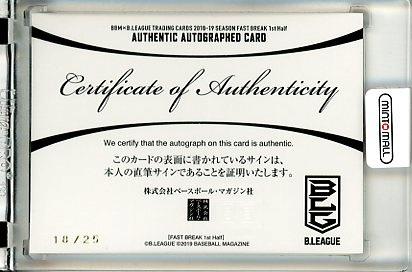 BBM×B.LEAGUE TRADING CARDS 2018-19 SEASON FAST BREAK 1st Half
AUTHENTIC AUTOGRAPHED CARD
Certificate of Authenticity
We certify that the autograph on this card is authentic.
このカードの表面に書かれているサインは、
本人の直筆サインであることを証明いたします。
株式会社ベースボール・マガジン社
B.LEAGUE
18/25
[FAST BREAK 1st Half]
©B.LEAGUE ©2019 BASEBALL MAGAZINE
MINTOMALL